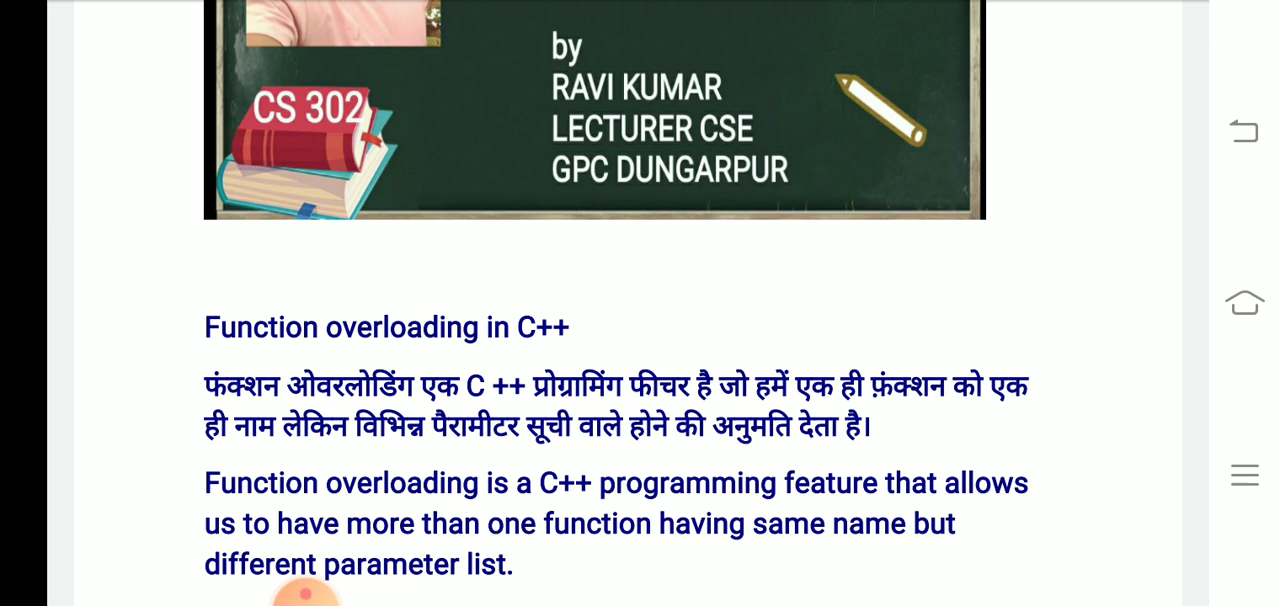 by
RAVI KUMAR
CS 302
LECTURER CSE
GPC DUNGARPUR
Function overloading in C++
फंक्शन ओवरलोडिंग एक C ++ प्रोग्रामिंग फीचर है जो हमें एक ही फ़ंक्शन को एक
ही नाम लेकिन विभिन्न पैरामीटर सूची वाले होने की अनुमति देता है।
Function overloading is a C++ programming feature that allows
us to have more than one function having same name but
different parameter list.